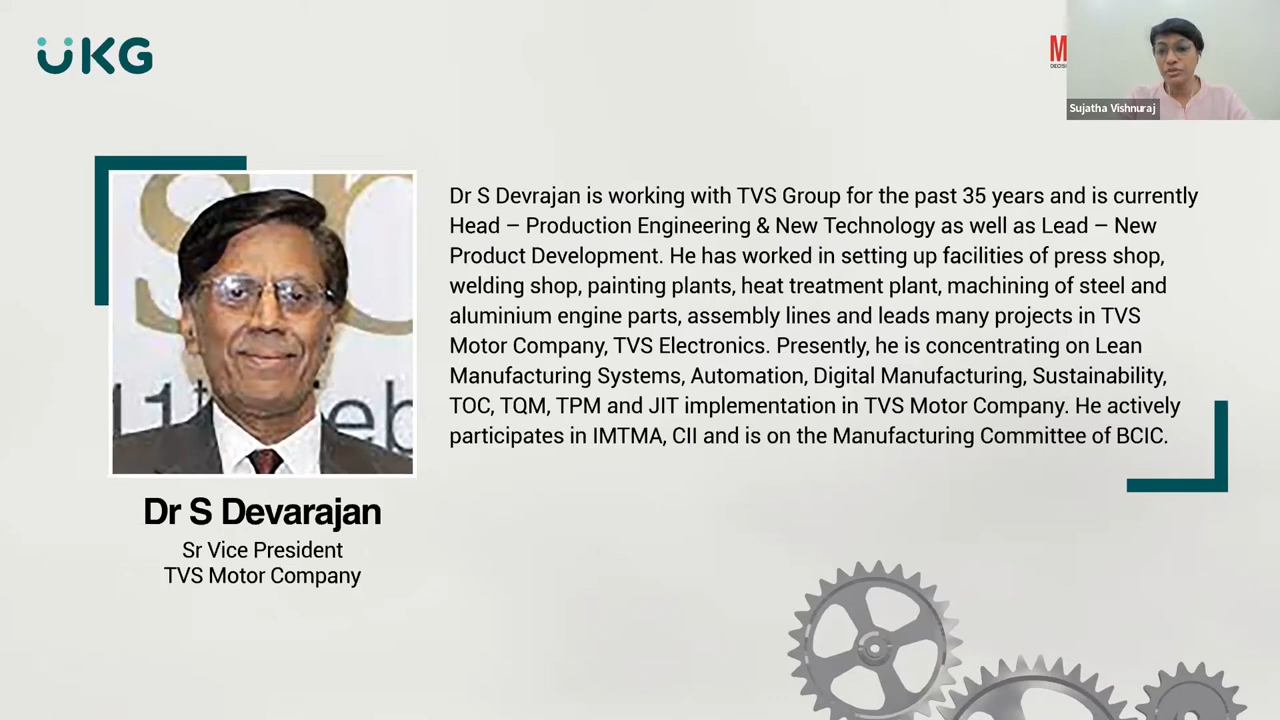 UKG
M
Sujatha Vishnuraj
Dr S Devrajan is working with TVS Group for the past 35 years and is currently
Head – Production Engineering & New Technology as well as Lead – New
Product Development. He has worked in setting up facilities of press shop,
welding shop, painting plants, heat treatment plant, machining of steel and
aluminium engine parts, assembly lines and leads many projects in TVS
Motor Company, TVS Electronics. Presently, he is concentrating on Lean
Manufacturing Systems, Automation, Digital Manufacturing, Sustainability,
TOC, TQM, TPM and JIT implementation in TVS Motor Company. He actively
participates in IMTMA, CII and is on the Manufacturing Committee of BCIC.
Dr S Devarajan
Sr Vice President
TVS Motor Company